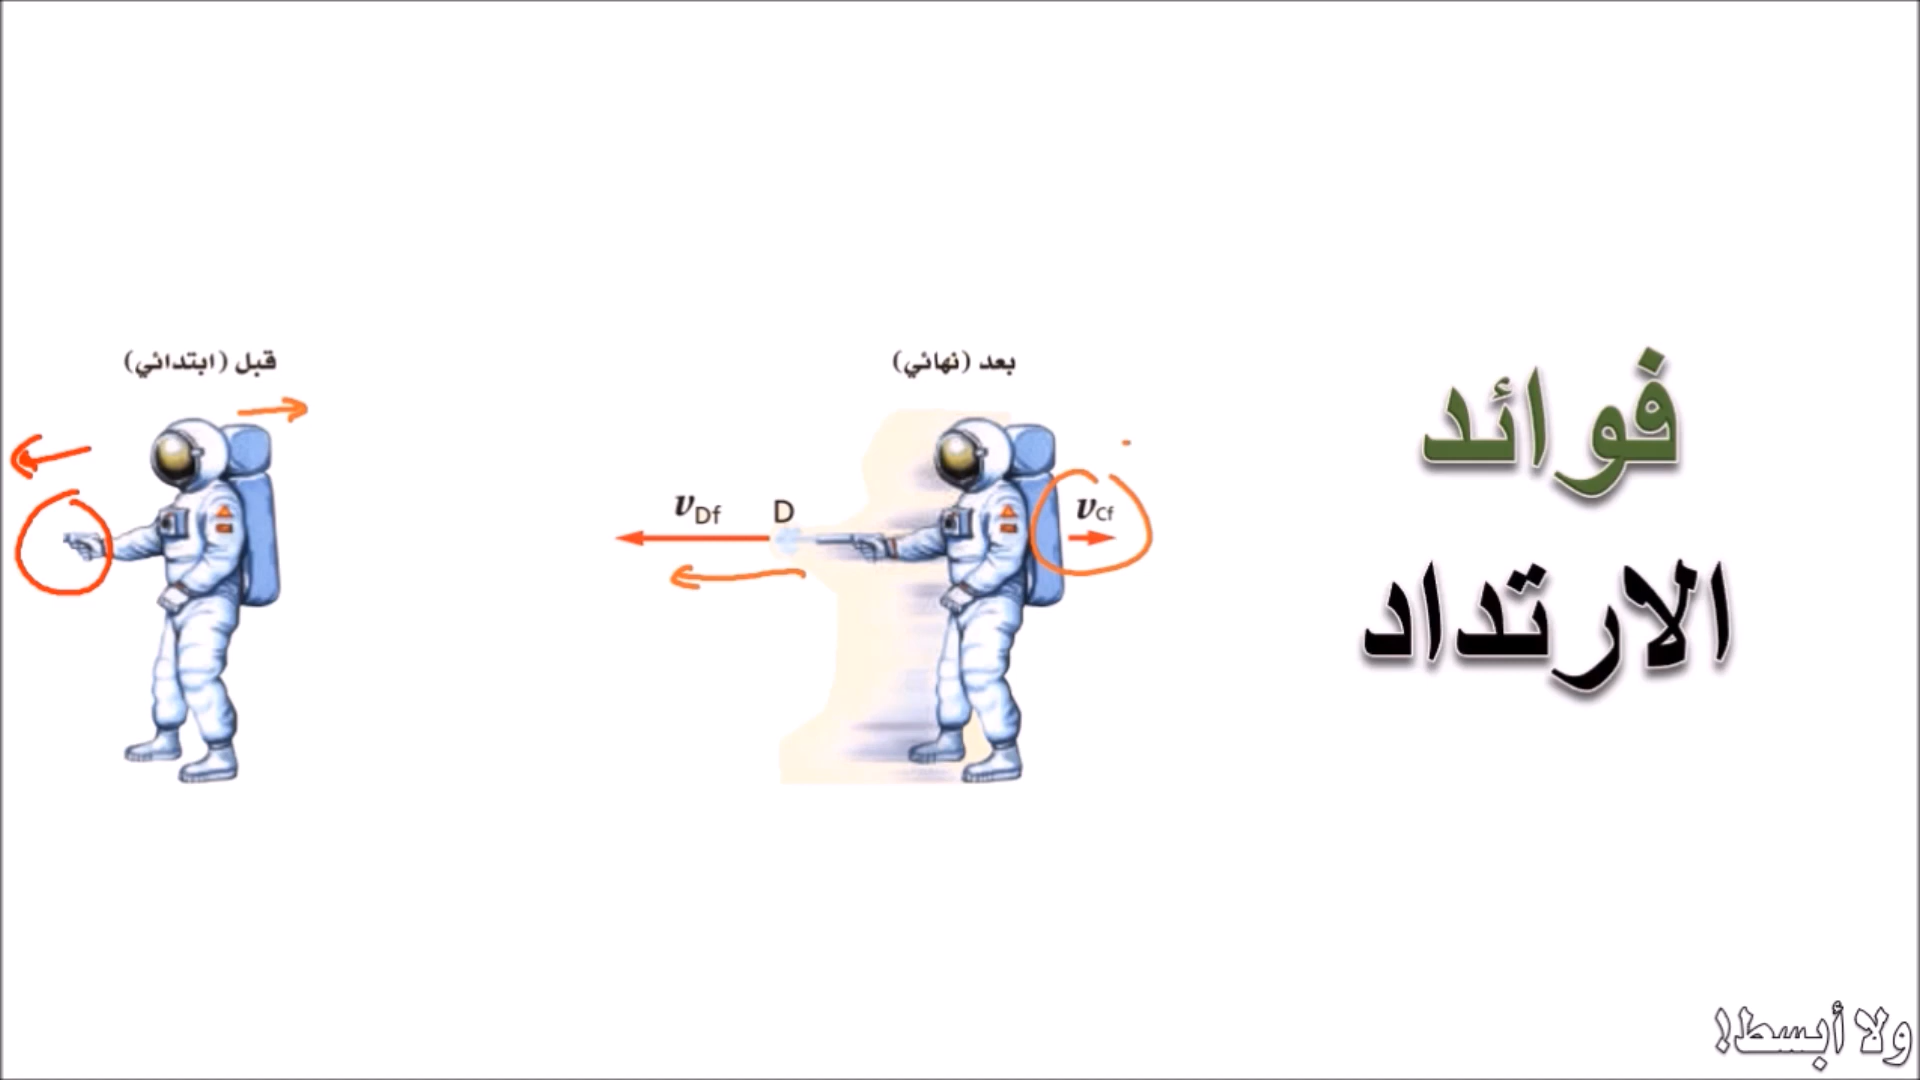 فوائد
الارتداد
قبل (ابتدائي)
بعد (نهائي)
vDf
D
vCf
ولا أبسط!